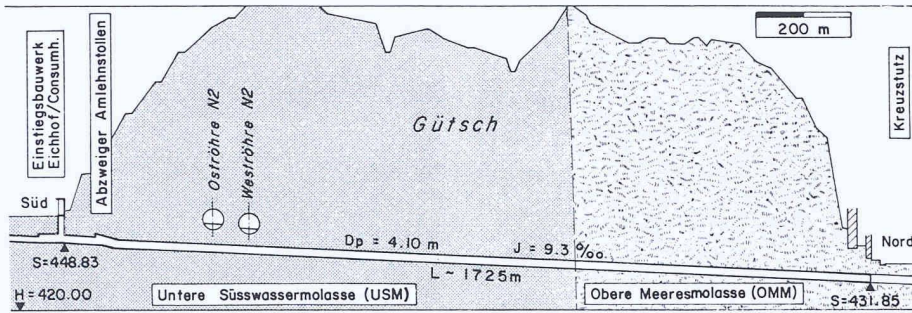 200 m
Einstiegsbauwerk
Eichhof/Consumh.
Abzweiger Amlehnstollen
Oströhre N2
Weströhre N2
Gütsch
Kreuzstutz
Süd
Nord
Dp = 4.10 m
J = 9.3 ‰
L ~ 1725m
S=448.83
H = 420.00
Untere Süsswassermolasse (USM)
Obere Meeresmolasse (OMM)
S=431.85